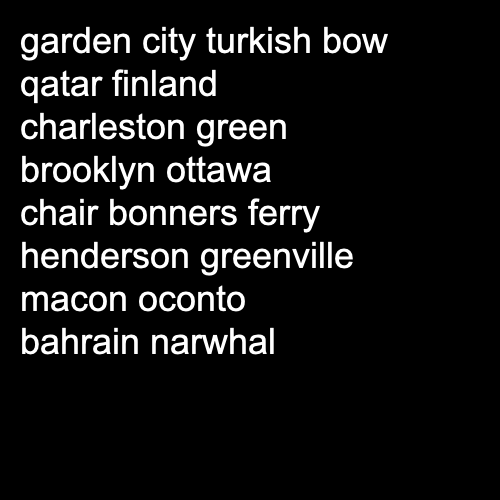 garden city turkish bow
qatar finland
charleston green
brooklyn ottawa
chair bonners ferry
henderson greenville
macon oconto
bahrain narwhal